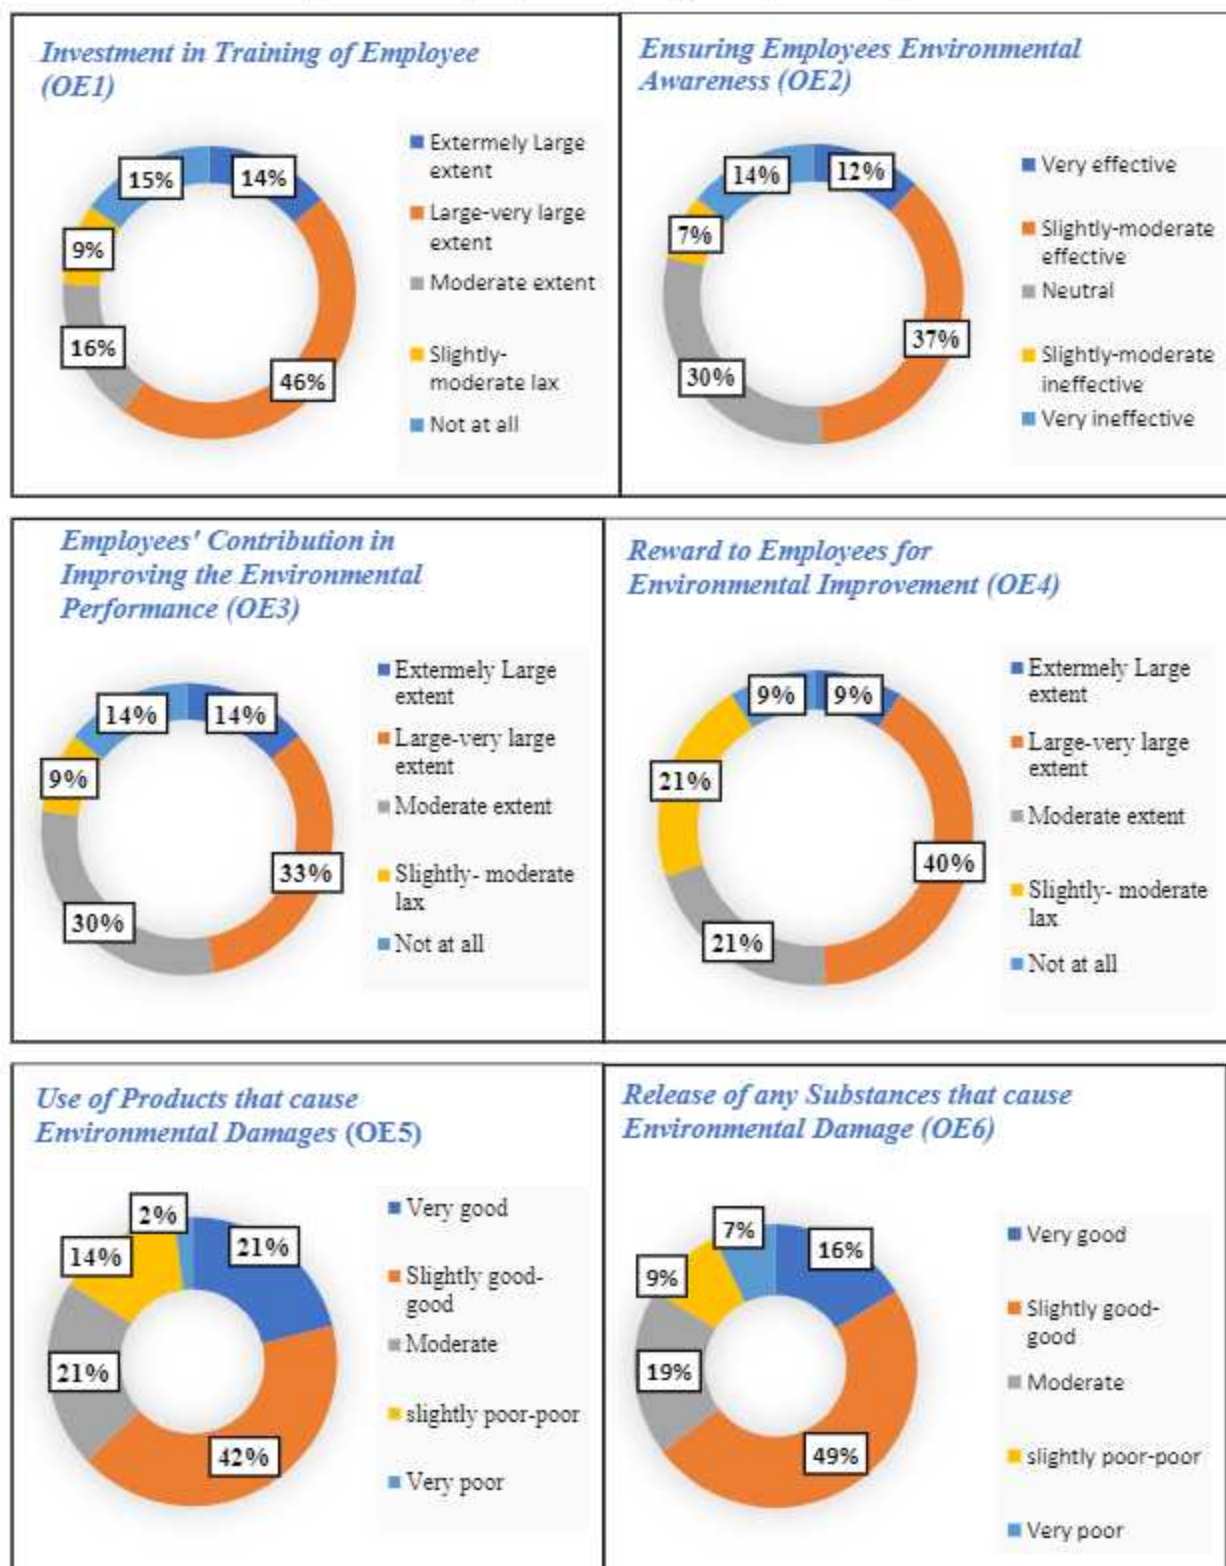 Investment in Training of Employee
(OE1)
15%
14%
9%
16%
46%
Extermely Large
extent
Large-very large
extent
Moderate extent
Slightly-
moderate lax
Not at all
Ensuring Employees Environmental
Awareness (OE2)
14%
12%
7%
37%
30%
Very effective
Slightly-moderate
effective
Neutral
Slightly-moderate
ineffective
Very ineffective
Employees' Contribution in
Improving the Environmental
Performance (OE3)
14%
14%
9%
33%
30%
Extermely Large
extent
Large-very large
extent
Moderate extent
Slightly- moderate
lax
Not at all
Reward to Employees for
Environmental Improvement (OE4)
9%
9%
21%
40%
21%
Extermely Large
extent
Large-very large
extent
Moderate extent
Slightly- moderate
lax
Not at all
Use of Products that cause
Environmental Damages (OE5)
2%
14%
21%
21%
42%
Very good
Slightly good-
good
Moderate
slightly poor-poor
Very poor
Release of any Substances that cause
Environmental Damage (OE6)
7%
16%
9%
19%
49%
Very good
Slightly good-
good
Moderate
slightly poor-poor
Very poor